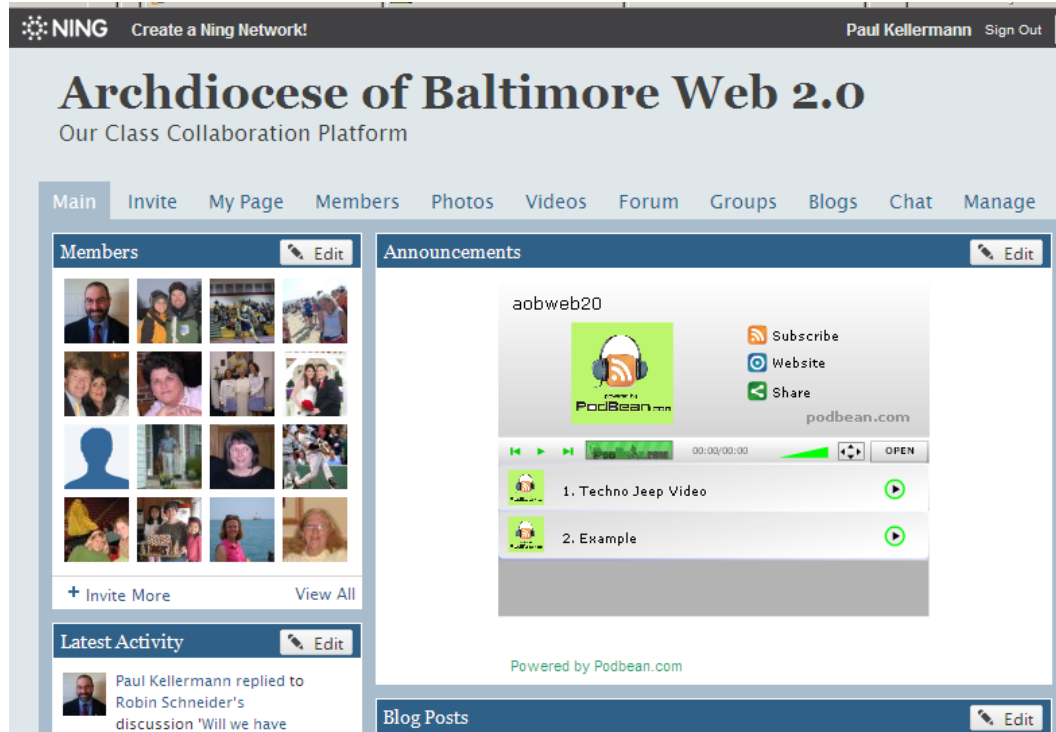 NING Create a Ning Network! Paul Kellermann Sign Out
Archdiocese of Baltimore Web 2.0
Our Class Collaboration Platform
Main Invite My Page Members Photos Videos Forum Groups Blogs Chat Manage
Members Edit
+ Invite More View All
Latest Activity Edit
Paul Kellermann replied to
Robin Schneider's
discussion 'Will we have
Announcements Edit
aobweb20
powered by
PodBean.com
Subscribe
Website
Share
podbean.com
PodBean.com 00:00/00:00 OPEN
1. Techno Jeep Video
2. Example
Powered by Podbean.com
Blog Posts Edit